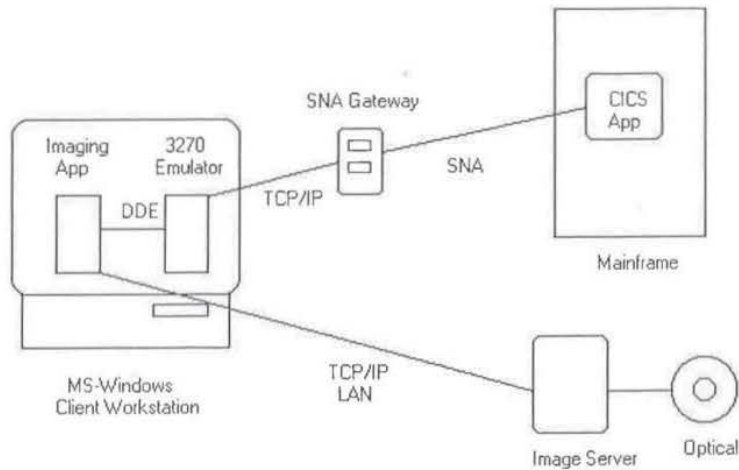 SNA Gateway
CICS
App
Imaging
App
3270
Emulator
DDE
TCP/IP
SNA
Mainframe
MS-Windows
Client Workstation
TCP/IP
LAN
Image Server
Optical